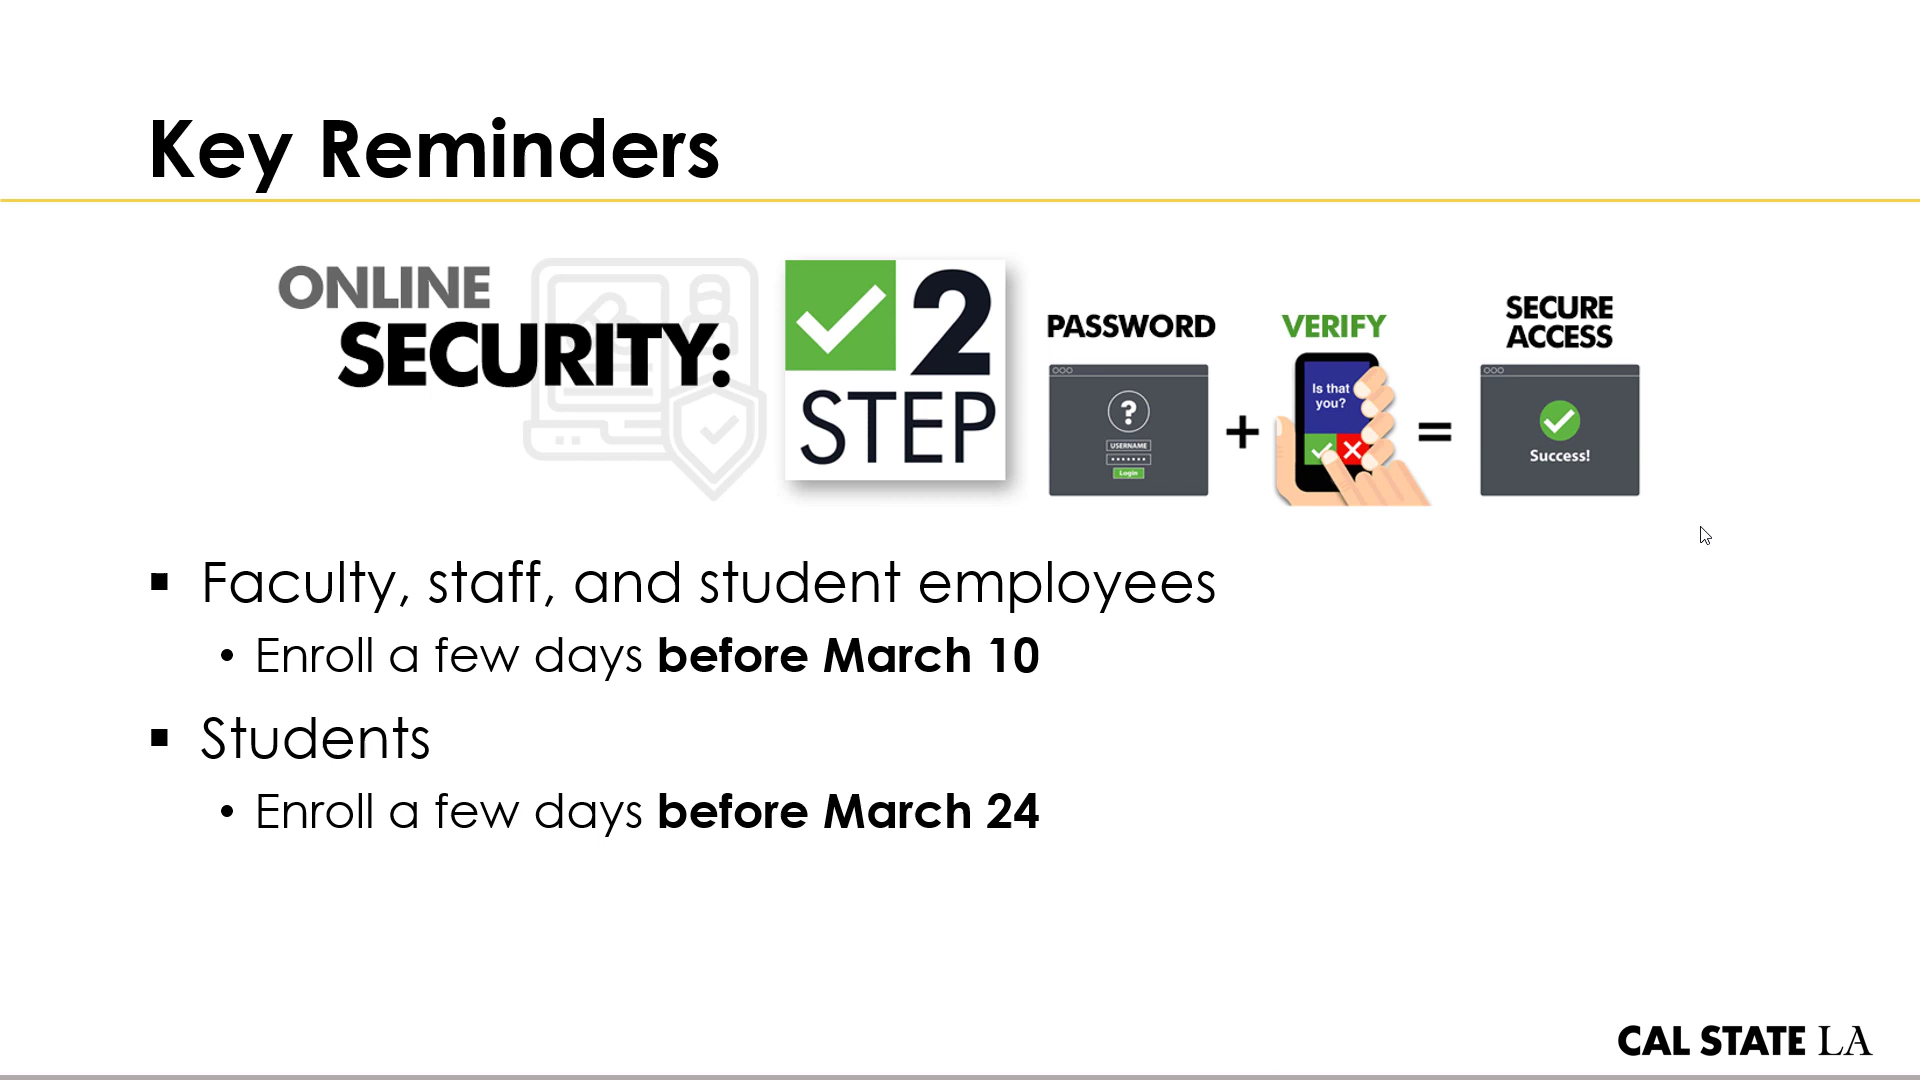 Key Reminders
ONLINE
SECURITY:
2
STEP
PASSWORD
VERIFY
SECURE
ACCESS
?
USERNAME
Login
+
Is that
you?
=
Success!
Faculty, staff, and student employees
Enroll a few days before March 10
Students
Enroll a few days before March 24
CAL STATE LA